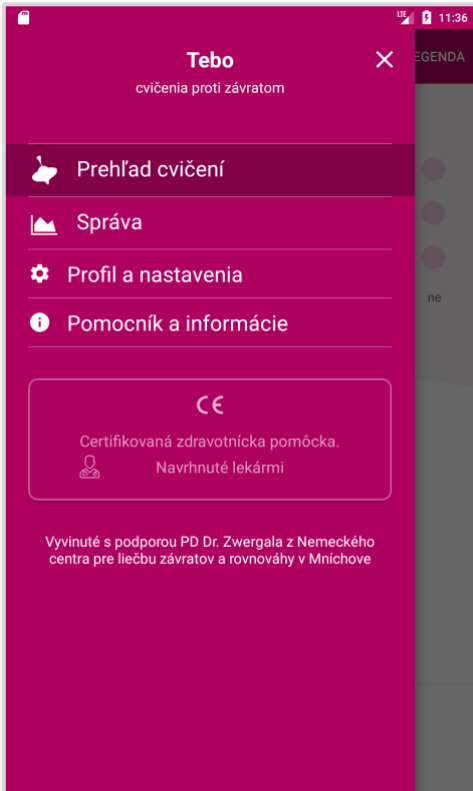 LTE 11:36
Tebo
cvičenia proti závratom
EGENDA
Prehľad cvičení
Správa
ne
Profil a nastavenia
Pomocník a informácie
CE
Certifikovaná zdravotnícka pomôcka.
Navrhnuté lekármi
Vyvinuté s podporou PD Dr. Zwergala z Nemeckého
centra pre liečbu závratov a rovnováhy v Mníchove